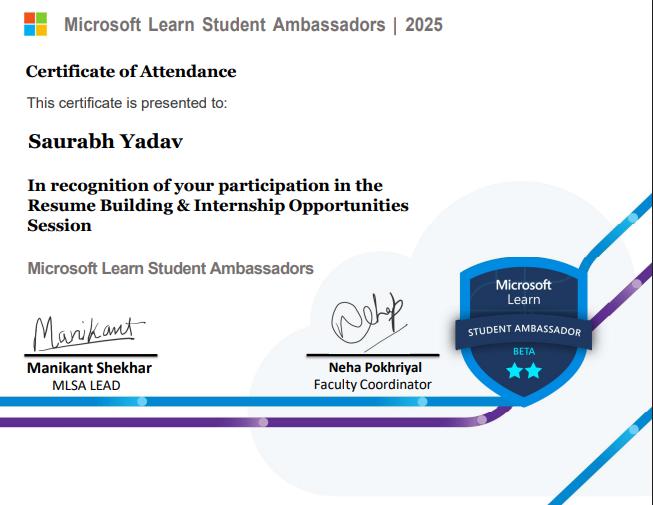 Microsoft Learn Student Ambassadors | 2025
Certificate of Attendance
This certificate is presented to:
Saurabh Yadav
In recognition of your participation in the
Resume Building & Internship Opportunities
Session
Microsoft Learn Student Ambassadors
Manikant
Manikant Shekhar
MLSA LEAD
Neha
Neha Pokhriyal
Faculty Coordinator
Microsoft
Learn
STUDENT AMBASSADOR
BETA